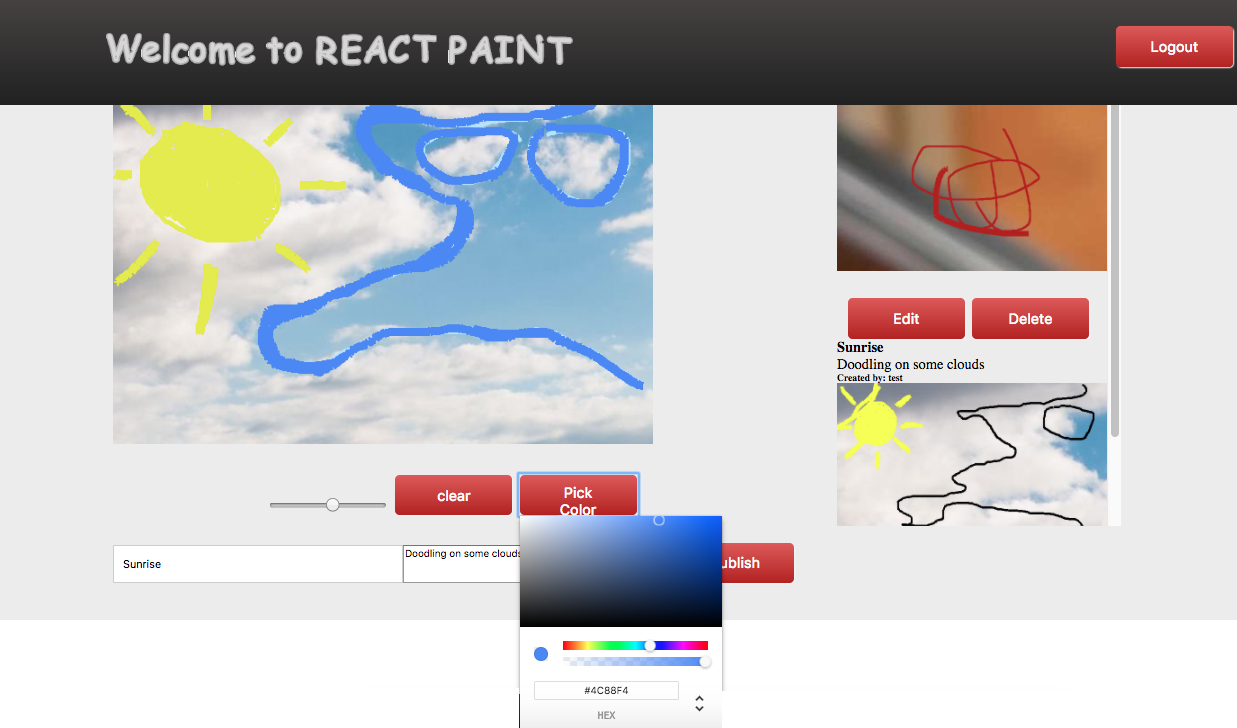 Welcome to REACT PAINT
Logout
Edit
Delete
Sunrise
Doodling on some clouds
Created by: test
clear
Pick
Color
Sunrise
Doodling on some clouds
ublish
#4C88F4
HEX